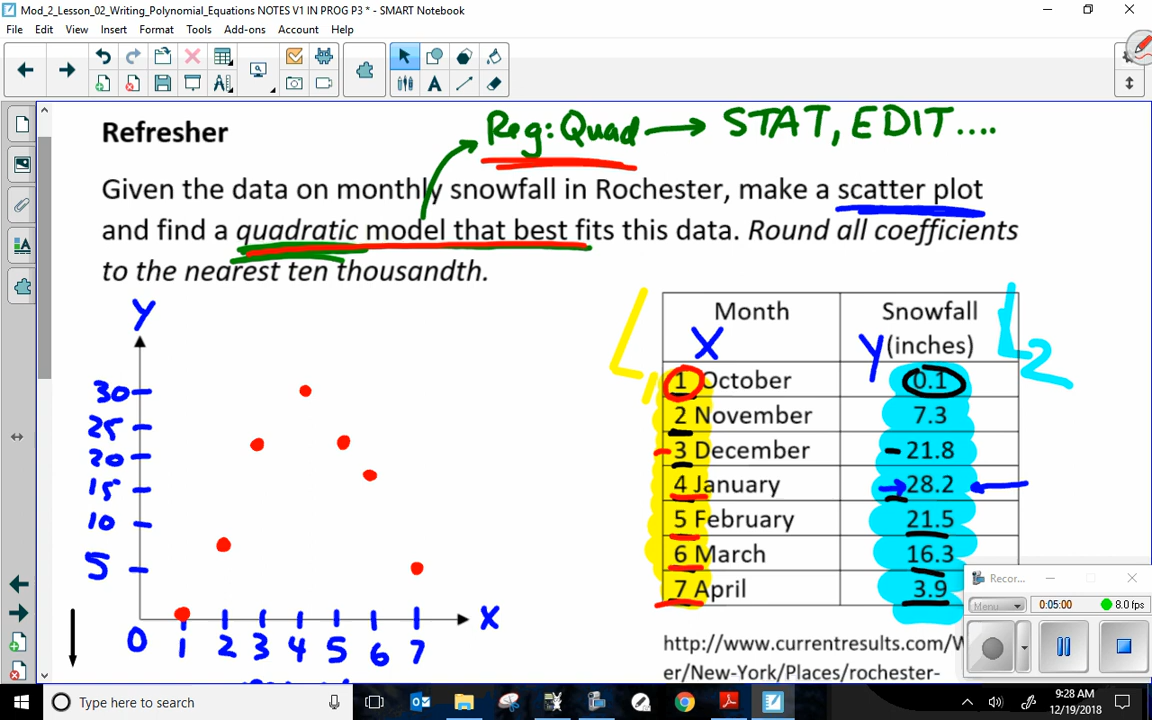 Mod_2_Lesson_02_Writing_Polynomial_Equations NOTES V1 IN PROG P3 * - SMART Notebook
File Edit View Insert Format Tools Add-ons Account Help
Reg: Quad → STAT, EDIT....
Refresher
Given the data on monthly snowfall in Rochester, make a scatter plot
and find a quadratic model that best fits this data. Round all coefficients
to the nearest ten thousandth.
Y
30
25
20
15
10
5
0 1 2 3 4 5 6 7 X
L1 L2
Month Snowfall
X Y (inches)
1 October 0.1
2 November 7.3
3 December 21.8
4 January 28.2
5 February 21.5
6 March 16.3
7 April 3.9
http://www.currentresults.com/W
er/New-York/Places/rochester-
Recor...
Menu 0:05:00 8.0 fps
Type here to search
9:28 AM
12/19/2018